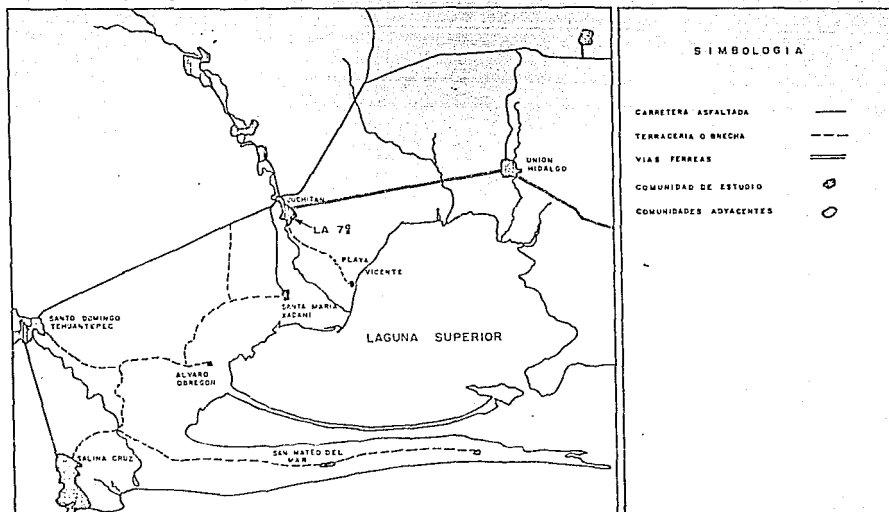 JUCHITAN
LA 7ª
UNION
HIDALGO
PLAYA
VICENTE
SANTA MARIA
XADANI
SANTO DOMINGO
TEHUANTEPEC
LAGUNA SUPERIOR
ALVARO
OBREGON
SALINA CRUZ
SAN MATEO DEL
MAR
SIMBOLOGIA
CARRETERA ASFALTADA
TERRACERIA O BRECHA
VIAS FERREAS
COMUNIDAD DE ESTUDIO
COMUNIDADES ADYACENTES